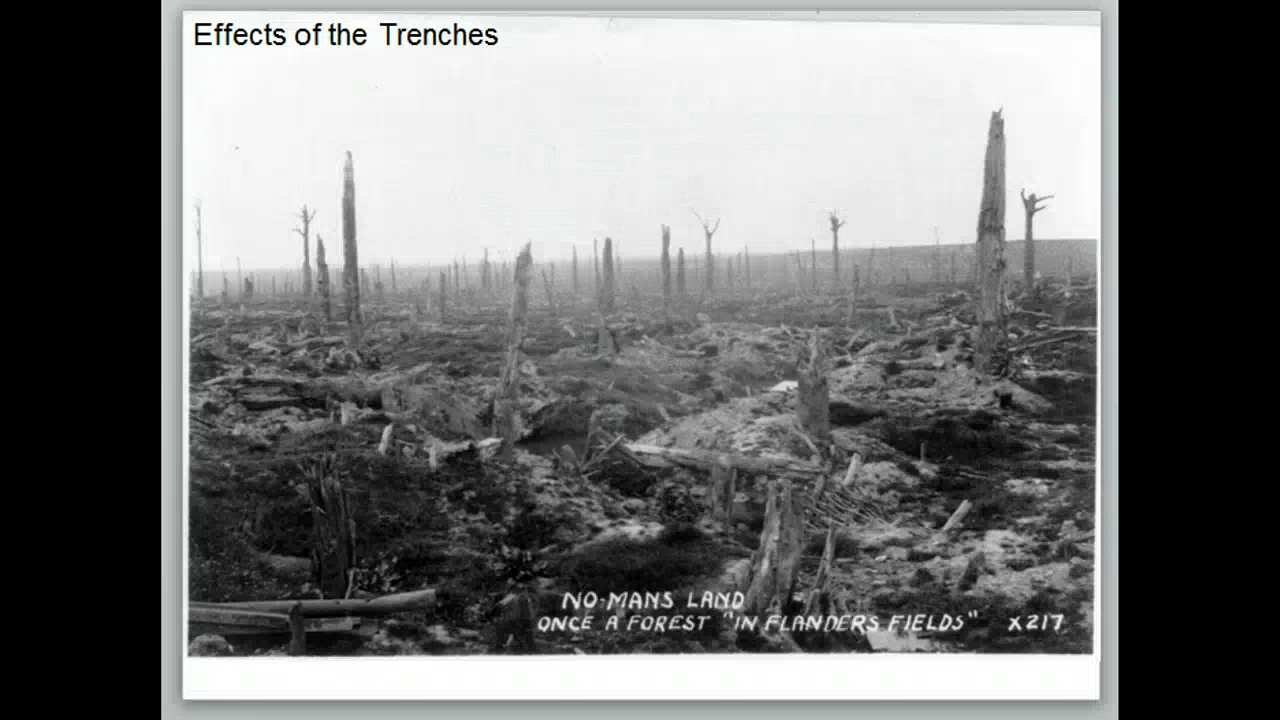 Effects of the Trenches
NO-MANS LAND
ONCE A FOREST "IN FLANDERS FIELDS" X217